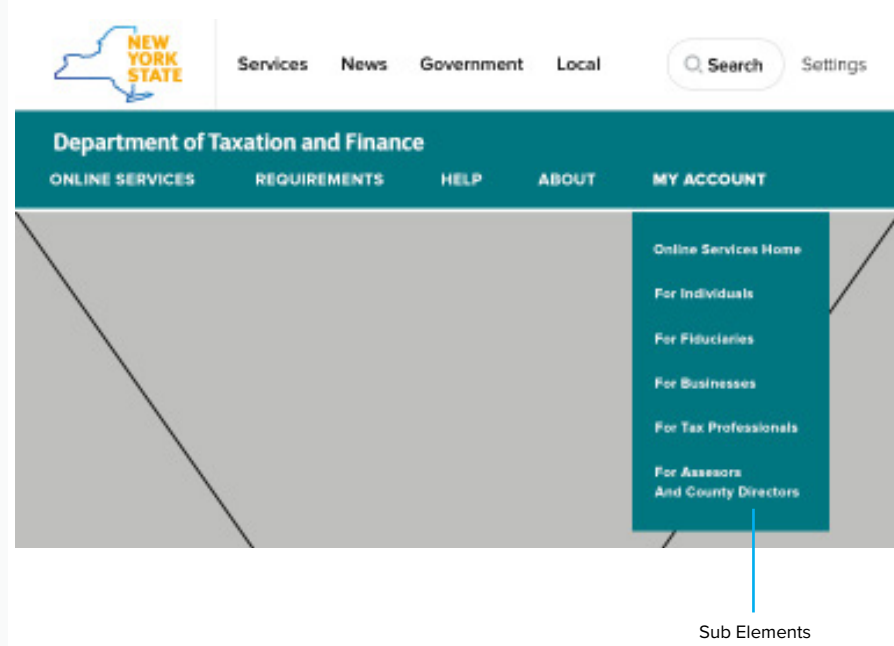 NEW
YORK
STATE
Services News Government Local Search Settings
Department of Taxation and Finance
ONLINE SERVICES REQUIREMENTS HELP ABOUT MY ACCOUNT
Online Services Home
For Individuals
For Fiduciaries
For Businesses
For Tax Professionals
For Assesors
And County Directors
Sub Elements